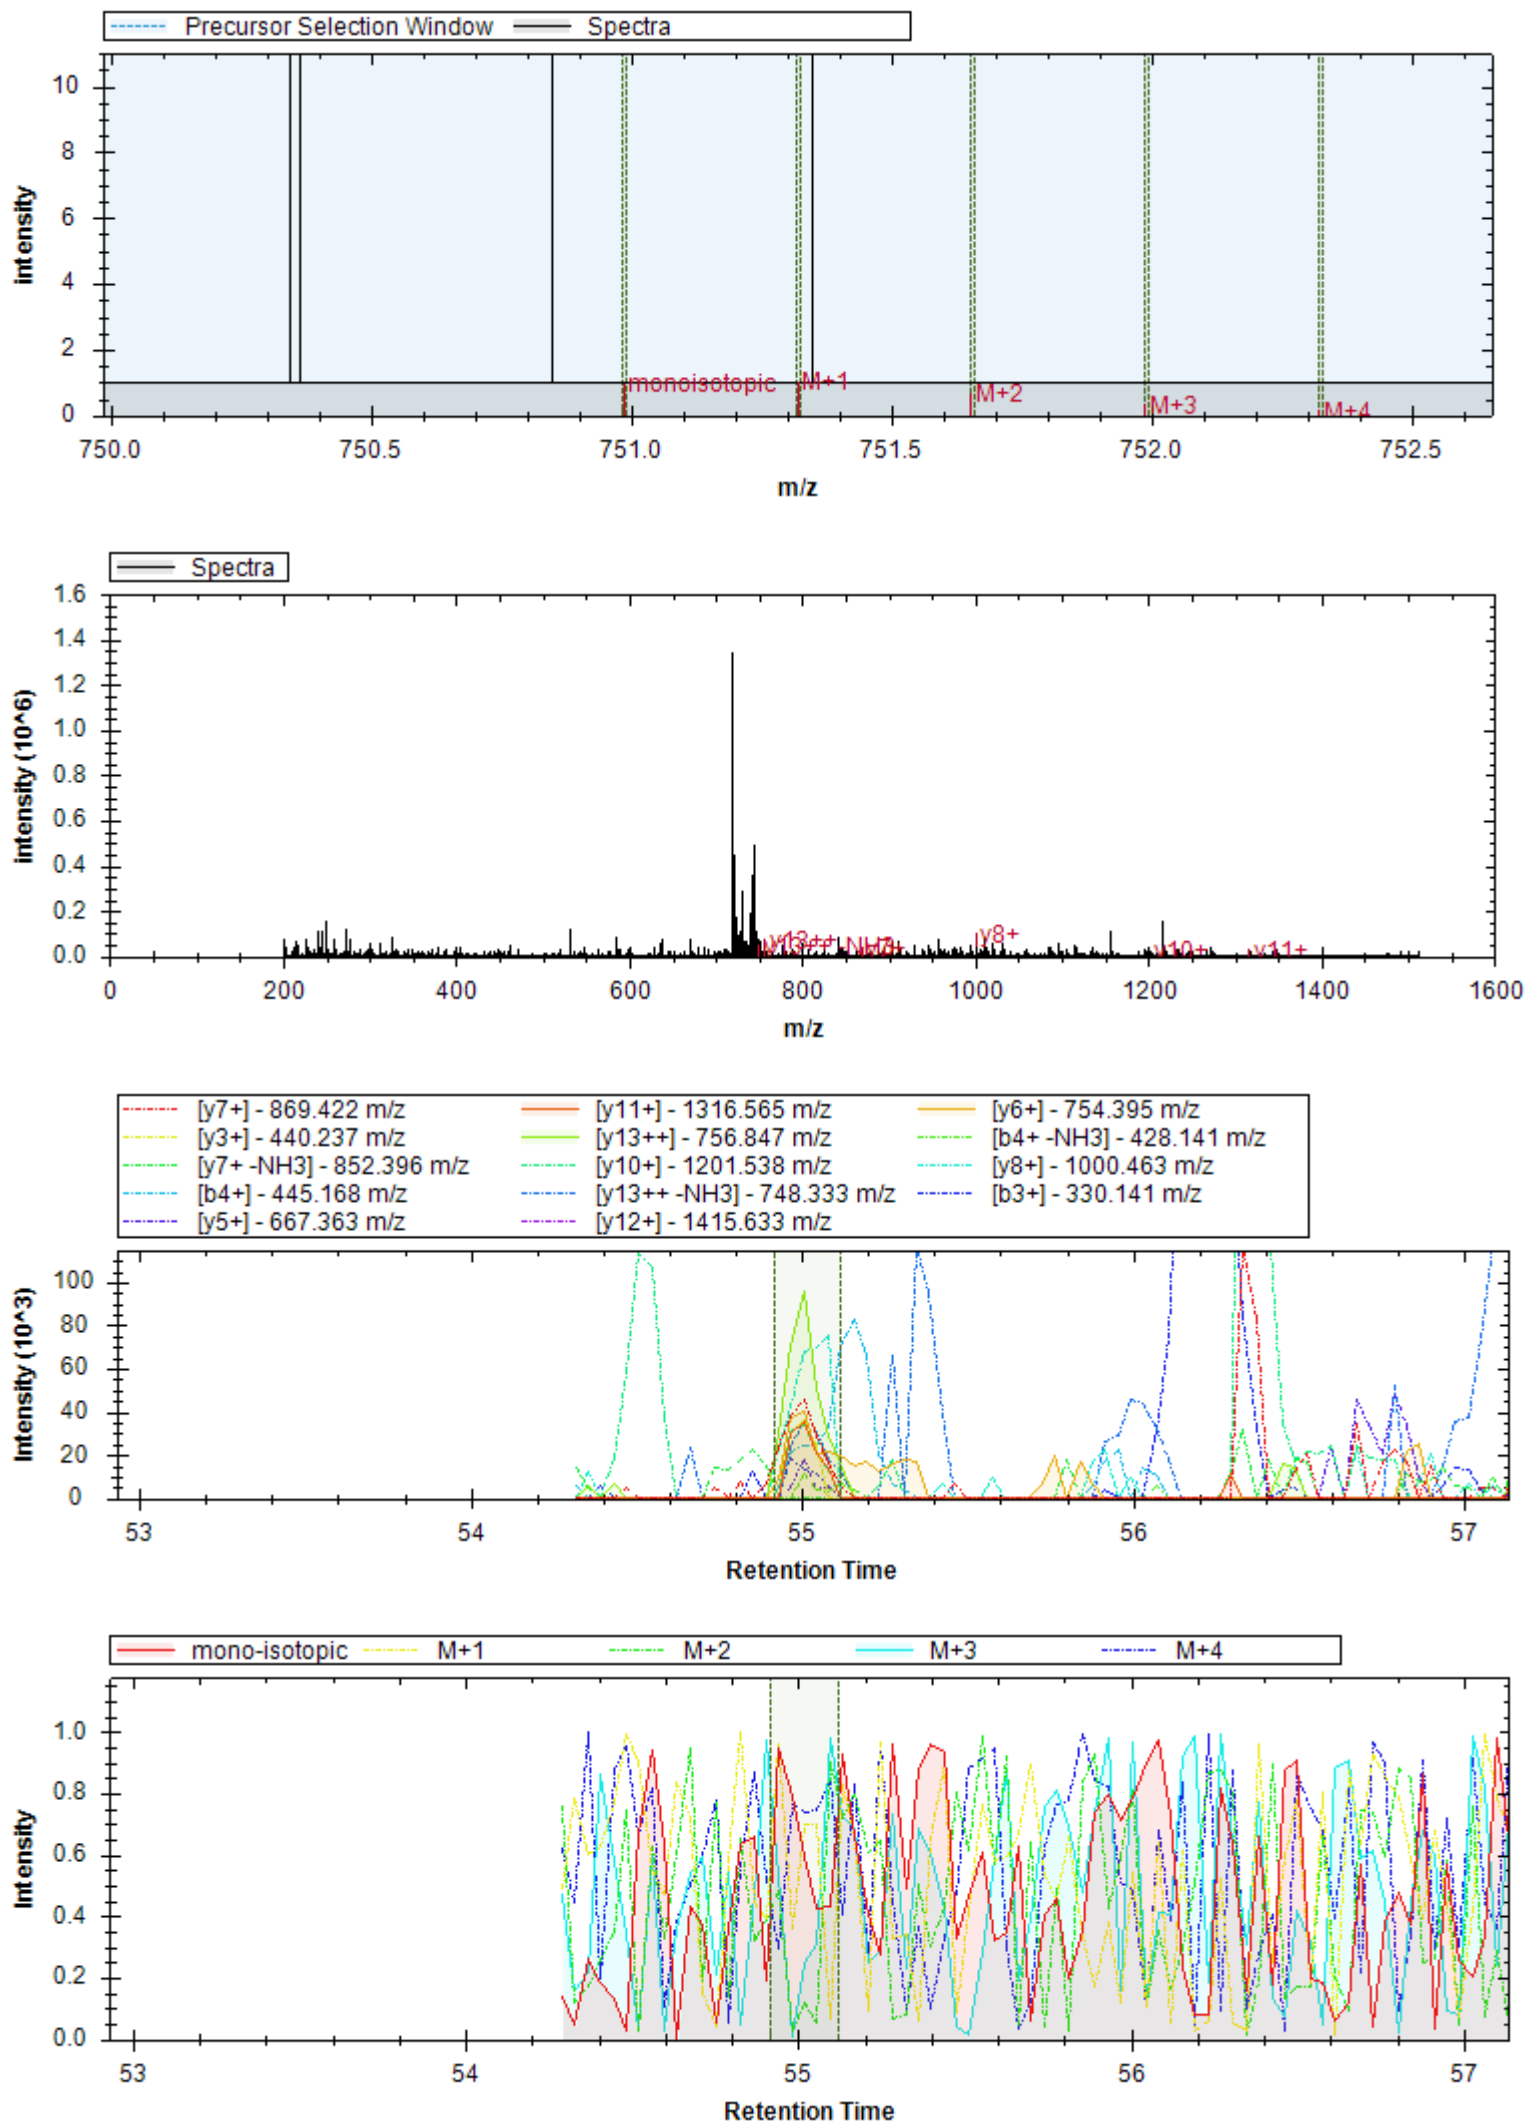 Precursor Selection Window Spectra
intensity
10
8
6
4
2
0
monoisotopic M+1 M+2 M+3 M+4
750.0 750.5 751.0 751.5 752.0 752.5
m/z
Spectra
intensity (10^6)
1.6
1.4
1.2
1.0
0.8
0.6
0.4
0.2
0.0
y13++ -NH3 y8+ y10+ y11+
0 200 400 600 800 1000 1200 1400 1600
m/z
[y7+] - 869.422 m/z [y11+] - 1316.565 m/z [y6+] - 754.395 m/z
[y3+] - 440.237 m/z [y13++] - 756.847 m/z [b4+ -NH3] - 428.141 m/z
[y7+ -NH3] - 852.396 m/z [y10+] - 1201.538 m/z [y8+] - 1000.463 m/z
[b4+] - 445.168 m/z [y13++ -NH3] - 748.333 m/z [b3+] - 330.141 m/z
[y5+] - 667.363 m/z [y12+] - 1415.633 m/z
Intensity (10^3)
100
80
60
40
20
0
53 54 55 56 57
Retention Time
mono-isotopic M+1 M+2 M+3 M+4
Intensity
1.0
0.8
0.6
0.4
0.2
0.0
53 54 55 56 57
Retention Time